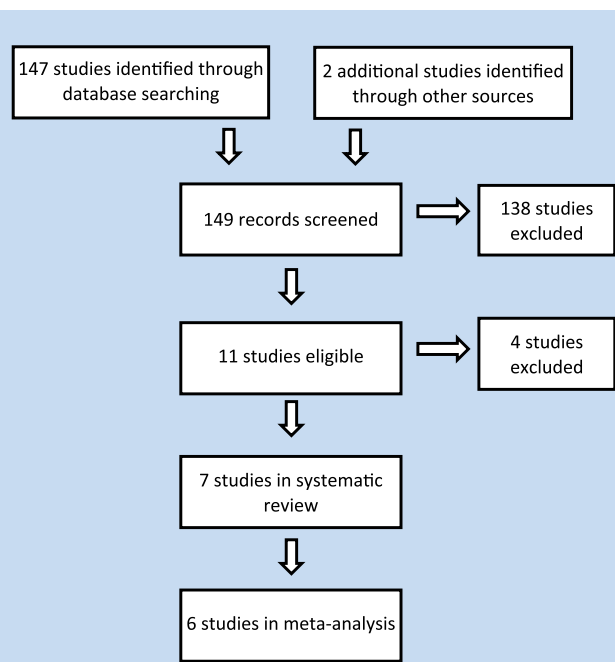 147 studies identified through
database searching
2 additional studies identified
through other sources
149 records screened
138 studies
excluded
11 studies eligible
4 studies
excluded
7 studies in systematic
review
6 studies in meta-analysis